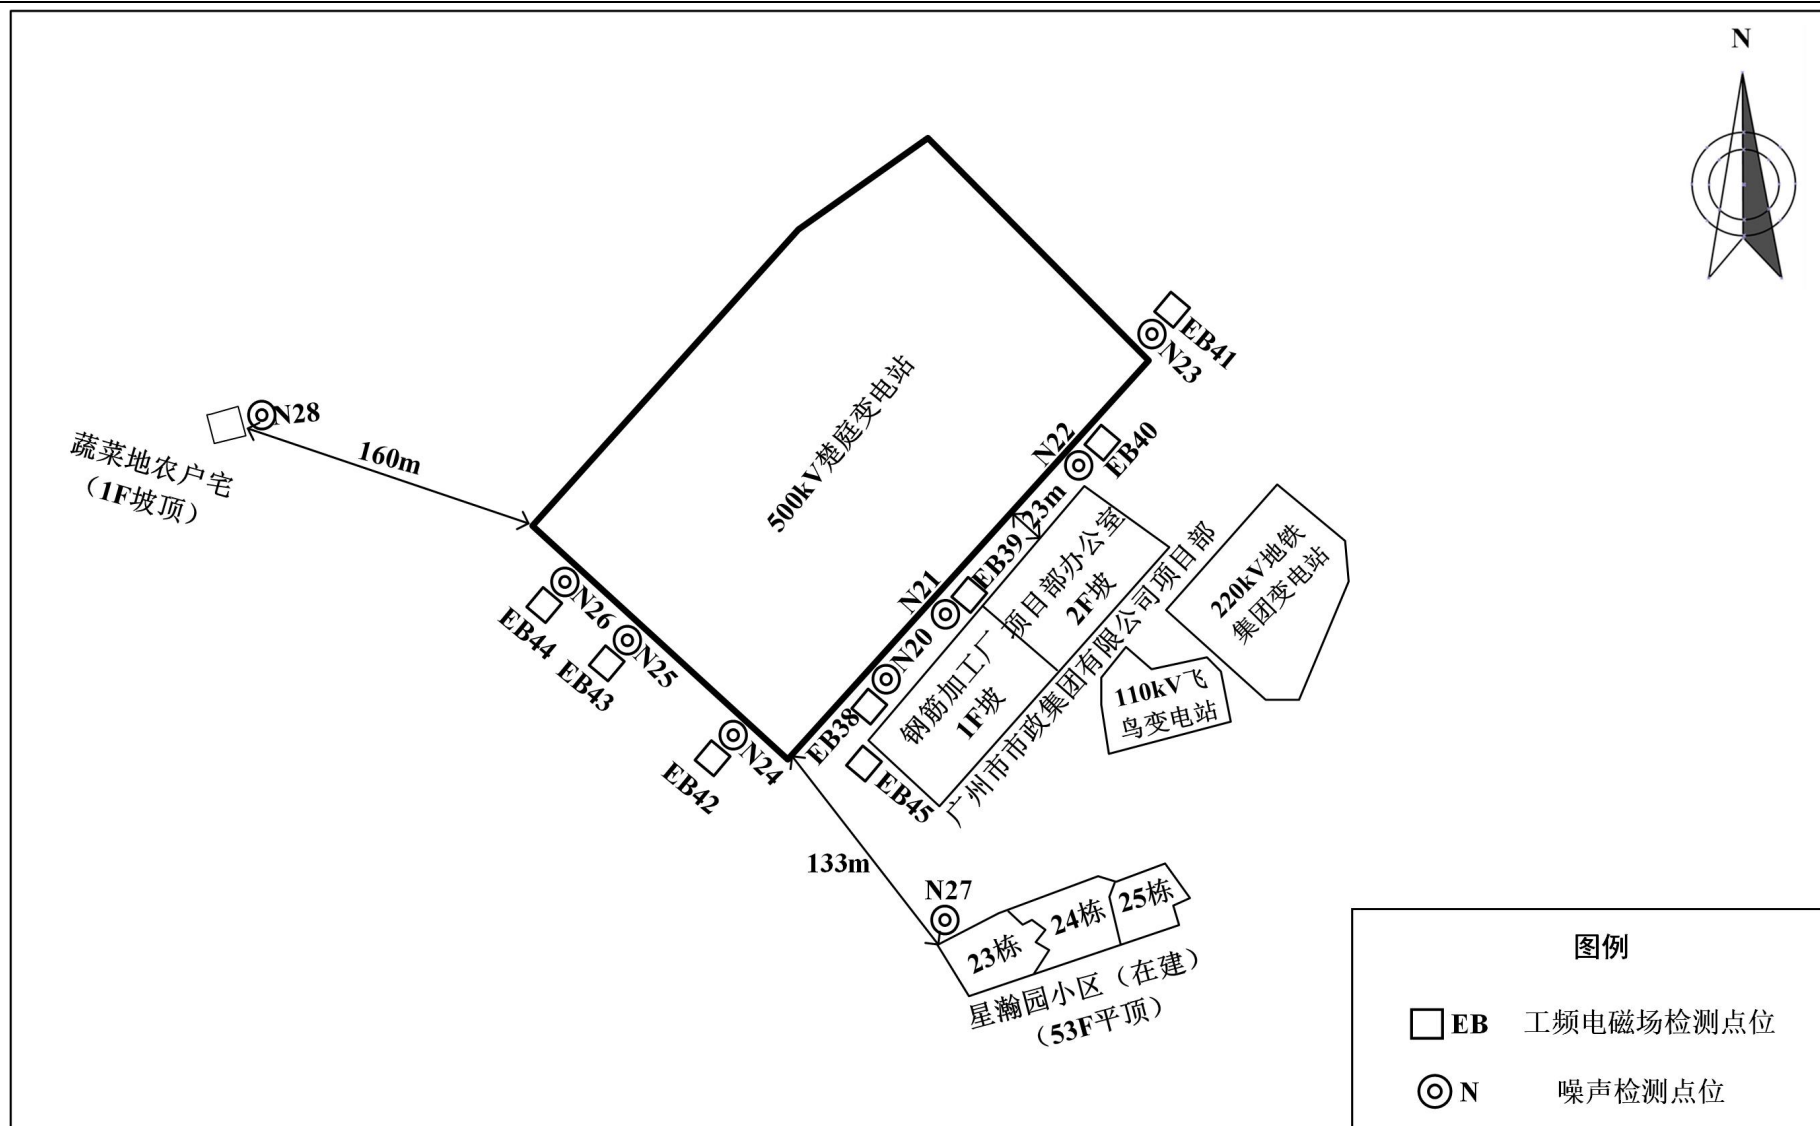 N
EB41
N23
N28
160m
蔬菜地农户宅
（1F坡顶）
500kV楚庭变电站
N22
EB40
23m
EB39
N21
项目部办公室
2F坡
220kV地铁
集团变电站
N26
EB44
N25
EB43
N20
钢筋加工厂
1F坡
广州市市政集团有限公司项目部
110kV飞
鸟变电站
EB38
N24
EB42
EB45
133m
N27
23栋
24栋
25栋
星瀚园小区（在建）
（53F平顶）
图例
EB 工频电磁场检测点位
N 噪声检测点位